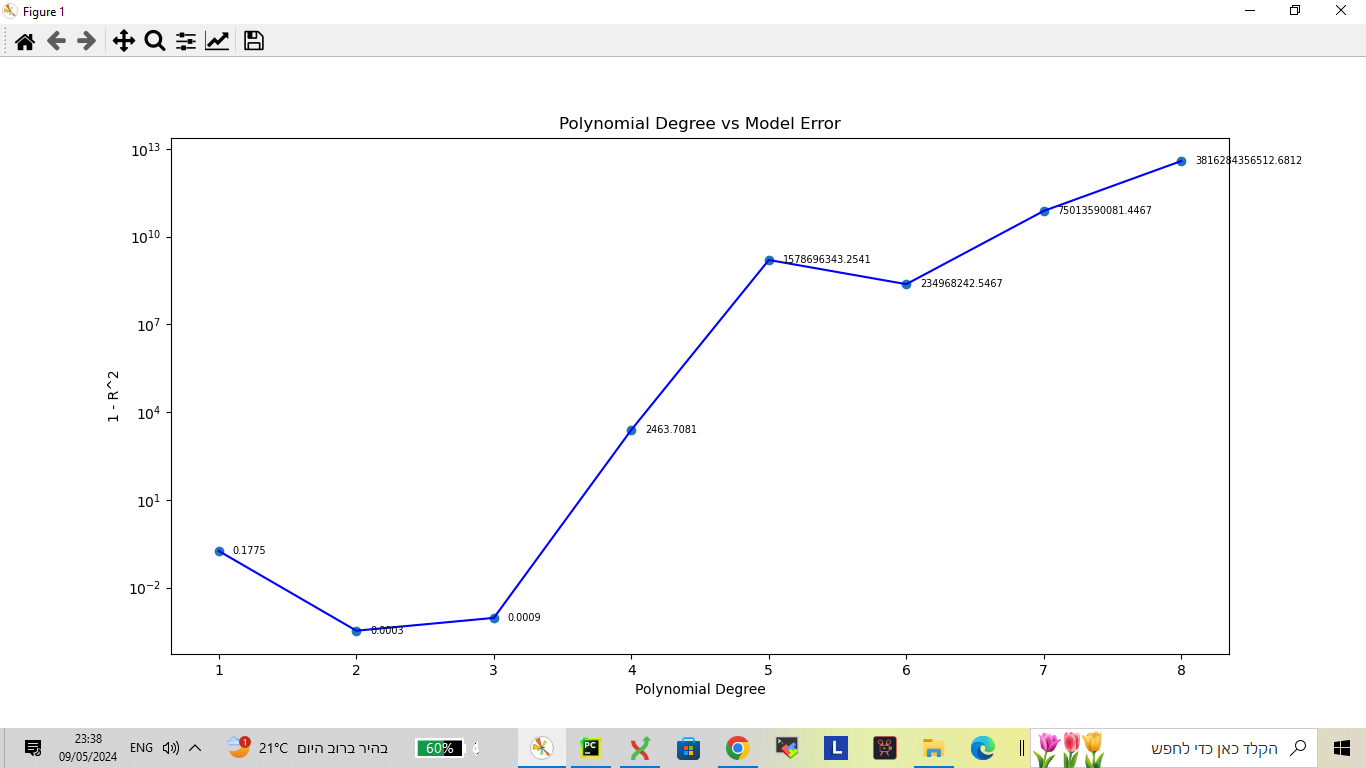 Figure 1
Polynomial Degree vs Model Error
10^13
10^10
10^7
10^4
10^1
10^-2
1 - R^2
0.1775
0.0003
0.0009
2463.7081
1578696343.2541
234968242.5467
75013590081.4467
3816284356512.6812
1 2 3 4 5 6 7 8
Polynomial Degree
23:38
09/05/2024
ENG
1
21°C בהיר ברוב היום
60%
PC
L
הקלד כאן כדי לחפש